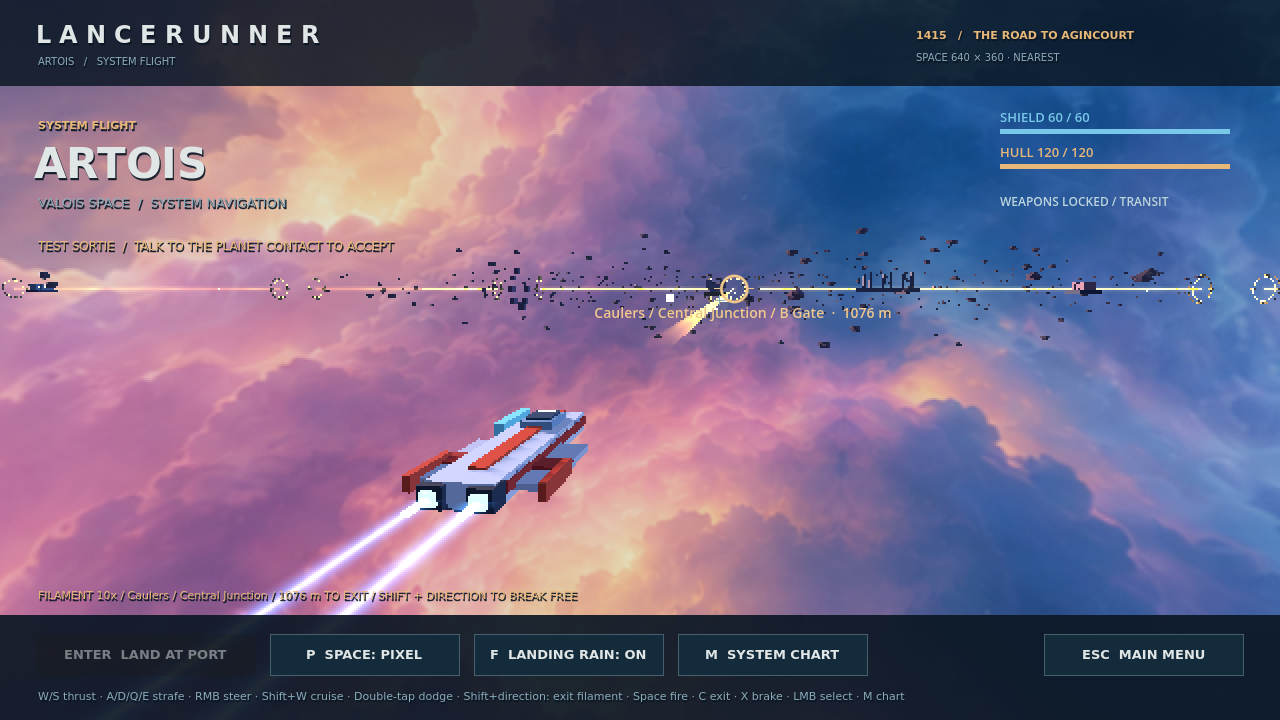 LANCERUNNER
ARTOIS / SYSTEM FLIGHT
1415 / THE ROAD TO AGINCOURT
SPACE 640 × 360 · NEAREST
SYSTEM FLIGHT
ARTOIS
VALOIS SPACE / SYSTEM NAVIGATION
TEST SORTIE / TALK TO THE PLANET CONTACT TO ACCEPT
SHIELD 60 / 60
HULL 120 / 120
WEAPONS LOCKED / TRANSIT
Caulers / Central Junction / B Gate · 1076 m
FILAMENT 10x / Caulers / Central Junction / 1076 m TO EXIT / SHIFT + DIRECTION TO BREAK FREE
ENTER LAND AT PORT
P SPACE: PIXEL
F LANDING RAIN: ON
M SYSTEM CHART
ESC MAIN MENU
W/S thrust · A/D/Q/E strafe · RMB steer · Shift+W cruise · Double-tap dodge · Shift+direction: exit filament · Space fire · C exit · X brake · LMB select · M chart